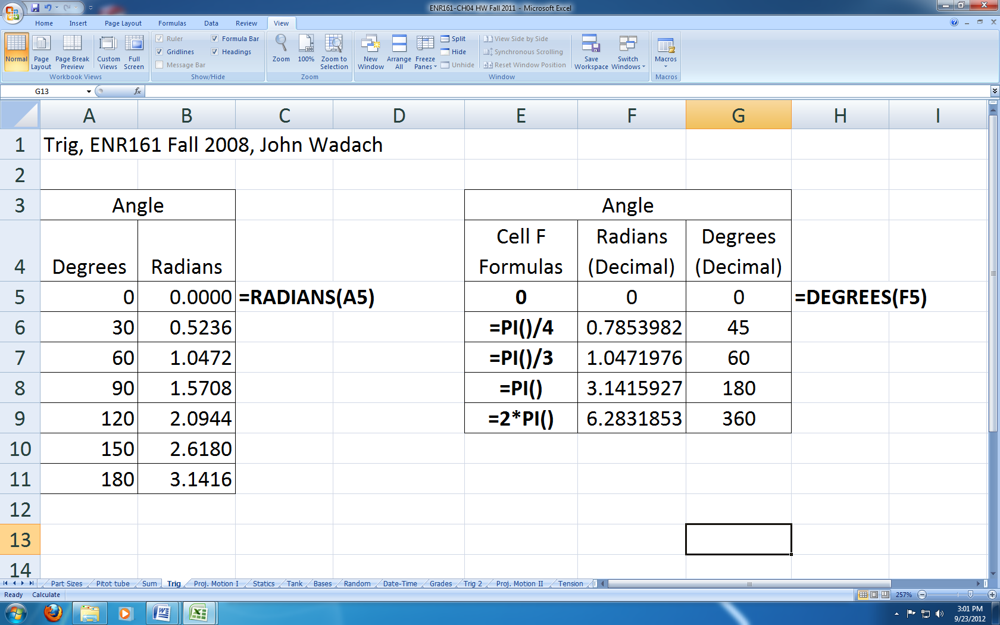 ENR161-CH04 HW Fall 2011 - Microsoft Excel
Home Insert Page Layout Formulas Data Review View
Normal Page Layout Page Break Preview Custom Views Full Screen
Workbook Views
Ruler Formula Bar
Gridlines Headings
Message Bar
Show/Hide
Zoom 100% Zoom to Selection
Zoom
New Window Arrange All Freeze Panes
Split View Side by Side
Hide Synchronous Scrolling
Unhide Reset Window Position
Save Workspace Switch Windows
Window
Macros
Macros
G13 fx
A B C D E F G H I
1 Trig, ENR161 Fall 2008, John Wadach
2
3 Angle Angle
4 Degrees Radians Cell F Formulas Radians (Decimal) Degrees (Decimal)
5 0 0.0000 =RADIANS(A5) 0 0 0 =DEGREES(F5)
6 30 0.5236 =PI()/4 0.7853982 45
7 60 1.0472 =PI()/3 1.0471976 60
8 90 1.5708 =PI() 3.1415927 180
9 120 2.0944 =2*PI() 6.2831853 360
10 150 2.6180
11 180 3.1416
12
13
14
Part Sizes Pitot tube Sum Trig Proj. Motion I Statics Tank Bases Random Date-Time Grades Trig 2 Proj. Motion II Tension
Ready Calculate 257%
3:01 PM
9/23/2012